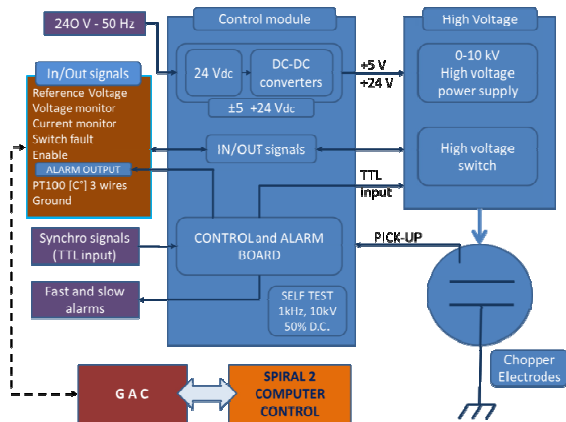 240 V - 50 Hz
Control module
High Voltage
24 Vdc
DC-DC
converters
±5 +24 Vdc
+5 V
+24 V
0-10 kV
High voltage
power supply
In/Out signals
Reference Voltage
Voltage monitor
Current monitor
Switch fault
Enable
ALARM OUTPUT
PT100 [C°] 3 wires
Ground
IN/OUT signals
High voltage
switch
TTL
input
Synchro signals
(TTL input)
CONTROL and ALARM
BOARD
PICK-UP
Fast and slow
alarms
SELF TEST
1kHz, 10kV
50% D.C.
Chopper
Electrodes
G A C
SPIRAL 2
COMPUTER
CONTROL